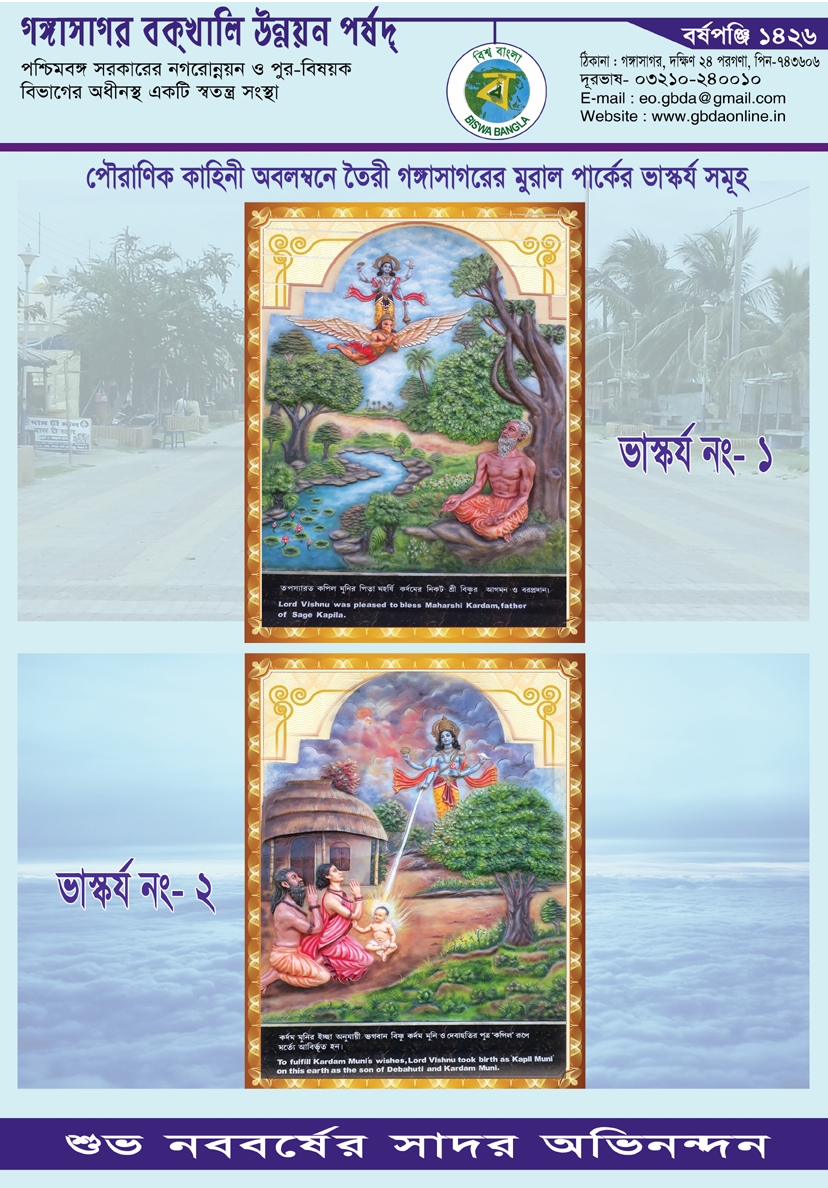 গঙ্গাসাগর বক্‌খালি উন্নয়ন পর্ষদ্
পশ্চিমবঙ্গ সরকারের নগরোন্নয়ন ও পুর-বিষয়ক
বিভাগের অধীনস্থ একটি স্বতন্ত্র সংস্থা
বিশ্ব বাংলা
ব
BISWA BANGLA
বর্ষপঞ্জি ১৪২৬
ঠিকানা : গঙ্গাসাগর, দক্ষিণ ২৪ পরগণা, পিন-৭৪৩৬০৬
দূরভাষ- ০৩২১০-২৪০০১০
E-mail : eo.gbda@gmail.com
Website : www.gbdaonline.in
পৌরাণিক কাহিনী অবলম্বনে তৈরী গঙ্গাসাগরের মুরাল পার্কের ভাস্কর্য সমূহ
ভাস্কর্য নং- ১
তপস্যারত কপিল মুনির পিতা মহর্ষি কর্দমের নিকট শ্রী বিষ্ণুর আগমন ও বরপ্রদান।
Lord Vishnu was pleased to bless Maharshi Kardam,father
of Sage Kapila.
ভাস্কর্য নং- ২
কর্দম মুনির ইচ্ছা অনুযায়ী ভগবান বিষ্ণু কর্দম মুনি ও দেবাহুতির পুত্র 'কপিল' রূপে
মর্ত্যে আবির্ভূত হন।
To fulfill Kardam Muni's wishes,Lord Vishnu took birth as Kapil Muni
on this earth as the son of Debahuti and Kardam Muni.
শুভ নববর্ষের সাদর অভিনন্দন